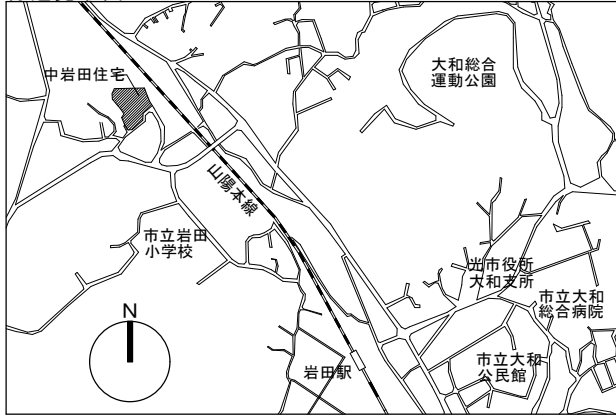 中岩田住宅
大和総合
運動公園
山陽本線
市立岩田
小学校
光市役所
大和支所
市立大和
総合病院
N
岩田駅
市立大和
公民館